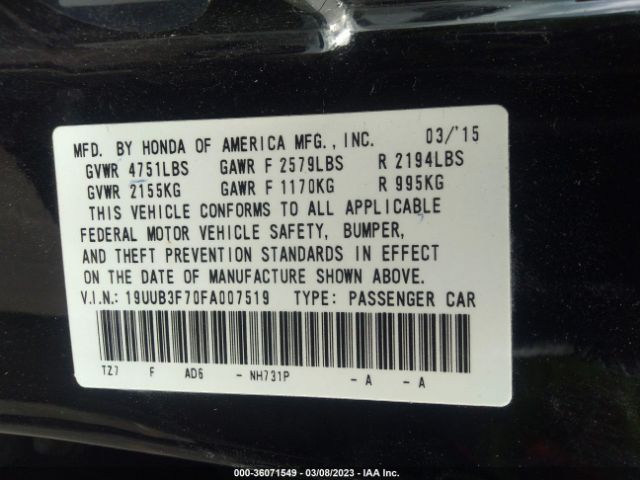 MFD. BY HONDA OF AMERICA MFG., INC. 03/'15
GVWR 4751LBS GAWR F 2579LBS R 2194LBS
GVWR 2155KG GAWR F 1170KG R 995KG
THIS VEHICLE CONFORMS TO ALL APPLICABLE
FEDERAL MOTOR VEHICLE SAFETY, BUMPER,
AND THEFT PREVENTION STANDARDS IN EFFECT
ON THE DATE OF MANUFACTURE SHOWN ABOVE.
V.I.N.: 19UUB3F70FA007519 TYPE: PASSENGER CAR
TZ7 F AD6 - NH731P - A - A
000-36071549 - 03/08/2023 - IAA Inc.